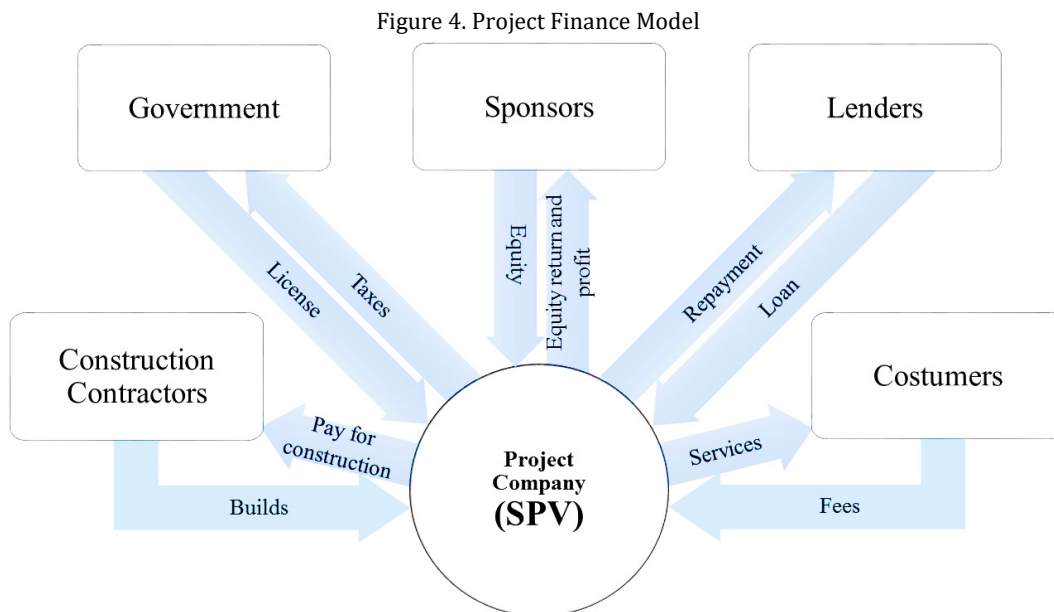 Figure 4. Project Finance Model
Government
Sponsors
Lenders
License
Taxes
Equity
Equity return and
profit
Repayment
Loan
Construction
Contractors
Costumers
Pay for
construction
Services
Project
Company
(SPV)
Builds
Fees